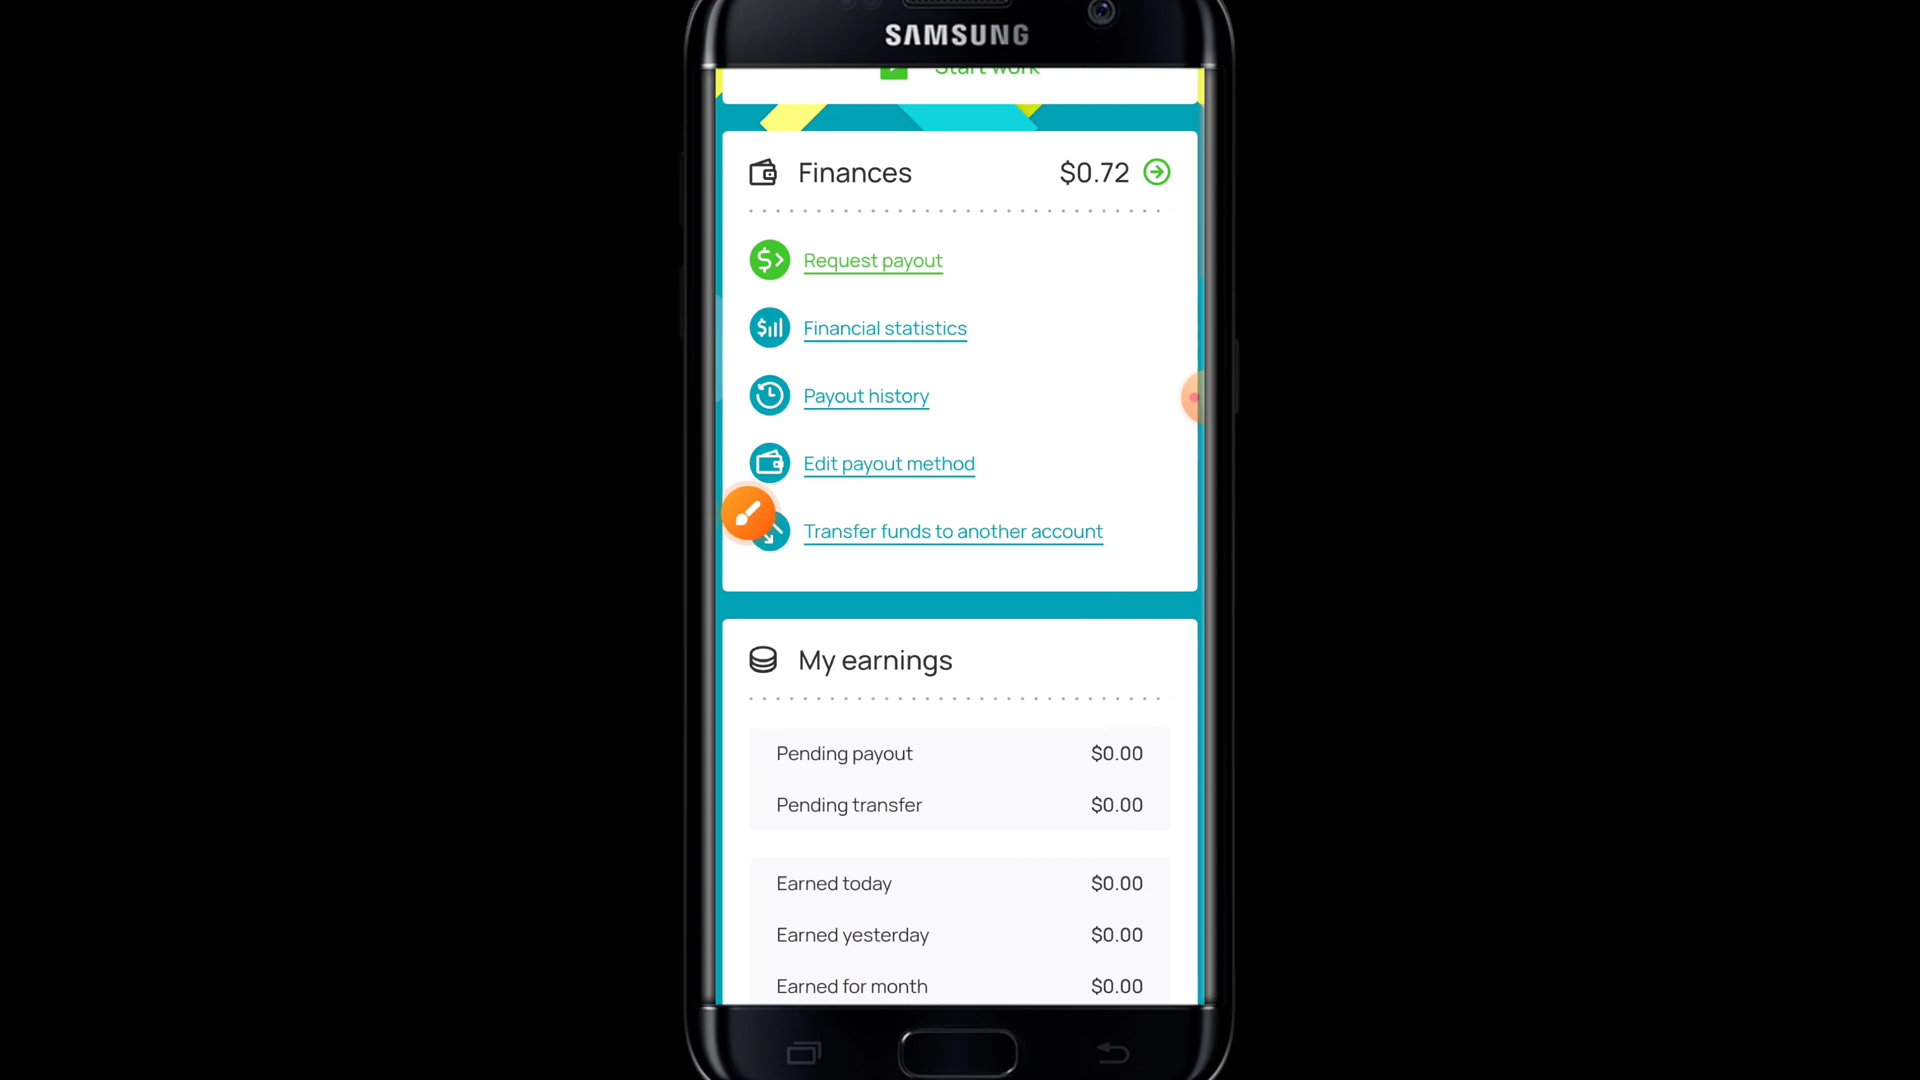 SAMSUNG
Start work
Finances $0.72
Request payout
Financial statistics
Payout history
Edit payout method
Transfer funds to another account
My earnings
Pending payout $0.00
Pending transfer $0.00
Earned today $0.00
Earned yesterday $0.00
Earned for month $0.00